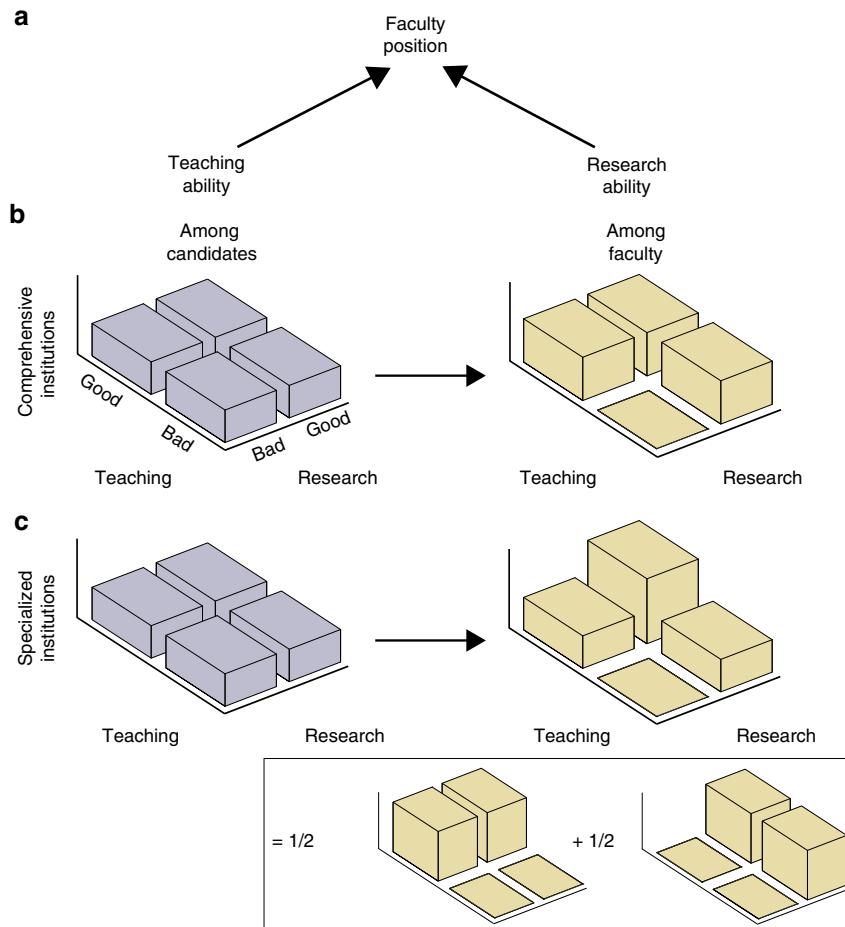 a
Faculty
position
Teaching
ability
Research
ability
b
Among
candidates
Among
faculty
Comprehensive
institutions
Good
Bad
Bad
Good
Teaching
Research
Teaching
Research
c
Specialized
institutions
Teaching
Research
Teaching
Research
= 1/2
+ 1/2